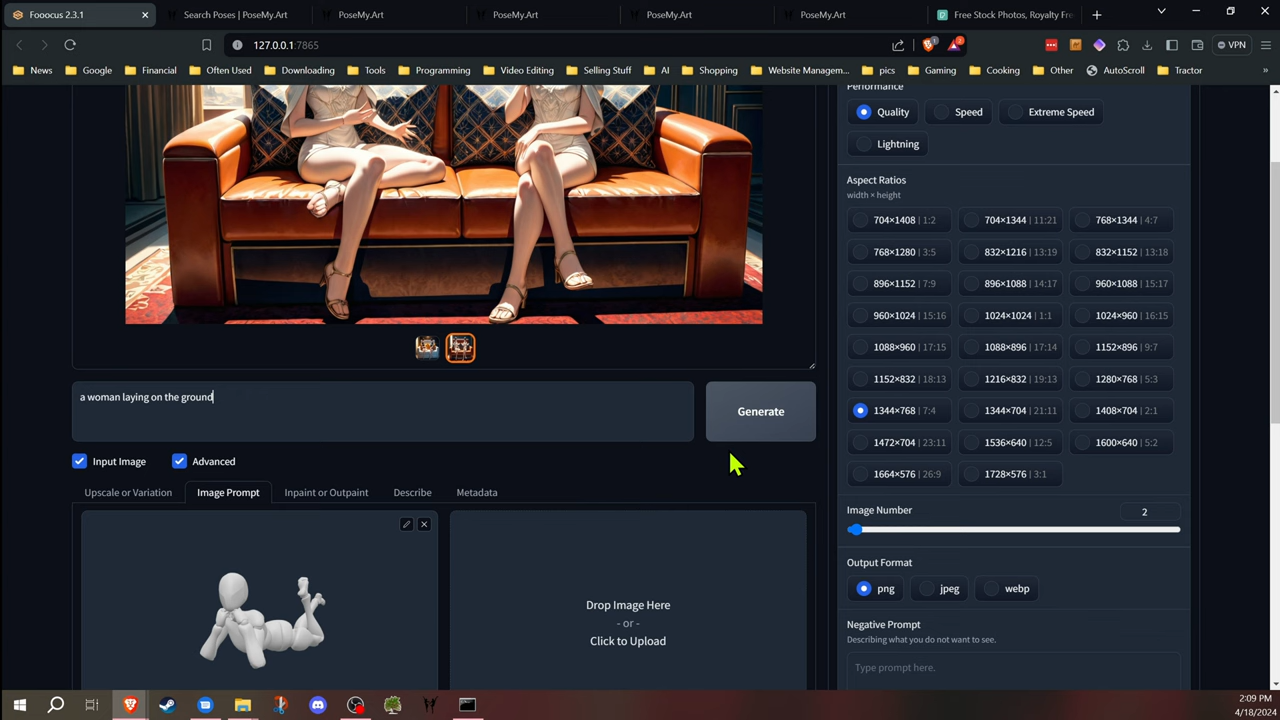 Fooocus 2.3.1
Search Poses | PoseMy.Art
PoseMy.Art
PoseMy.Art
PoseMy.Art
PoseMy.Art
Free Stock Photos, Royalty Fre
127.0.0.1:7865
1
2
VPN
News
Google
Financial
Often Used
Downloading
Tools
Programming
Video Editing
Selling Stuff
AI
Shopping
Website Managem...
pics
Gaming
Cooking
Other
AutoScroll
Tractor
»
Performance
Quality
Speed
Extreme Speed
Lightning
Aspect Ratios
width × height
704×1408 | 1:2
704×1344 | 11:21
768×1344 | 4:7
768×1280 | 3:5
832×1216 | 13:19
832×1152 | 13:18
896×1152 | 7:9
896×1088 | 14:17
960×1088 | 15:17
960×1024 | 15:16
1024×1024 | 1:1
1024×960 | 16:15
1088×960 | 17:15
1088×896 | 17:14
1152×896 | 9:7
1152×832 | 18:13
1216×832 | 19:13
1280×768 | 5:3
1344×768 | 7:4
1344×704 | 21:11
1408×704 | 2:1
1472×704 | 23:11
1536×640 | 12:5
1600×640 | 5:2
1664×576 | 26:9
1728×576 | 3:1
a woman laying on the ground
Generate
Input Image
Advanced
Upscale or Variation
Image Prompt
Inpaint or Outpaint
Describe
Metadata
Drop Image Here
- or -
Click to Upload
Image Number
2
Output Format
png
jpeg
webp
Negative Prompt
Describing what you do not want to see.
Type prompt here.
2:09 PM
4/18/2024